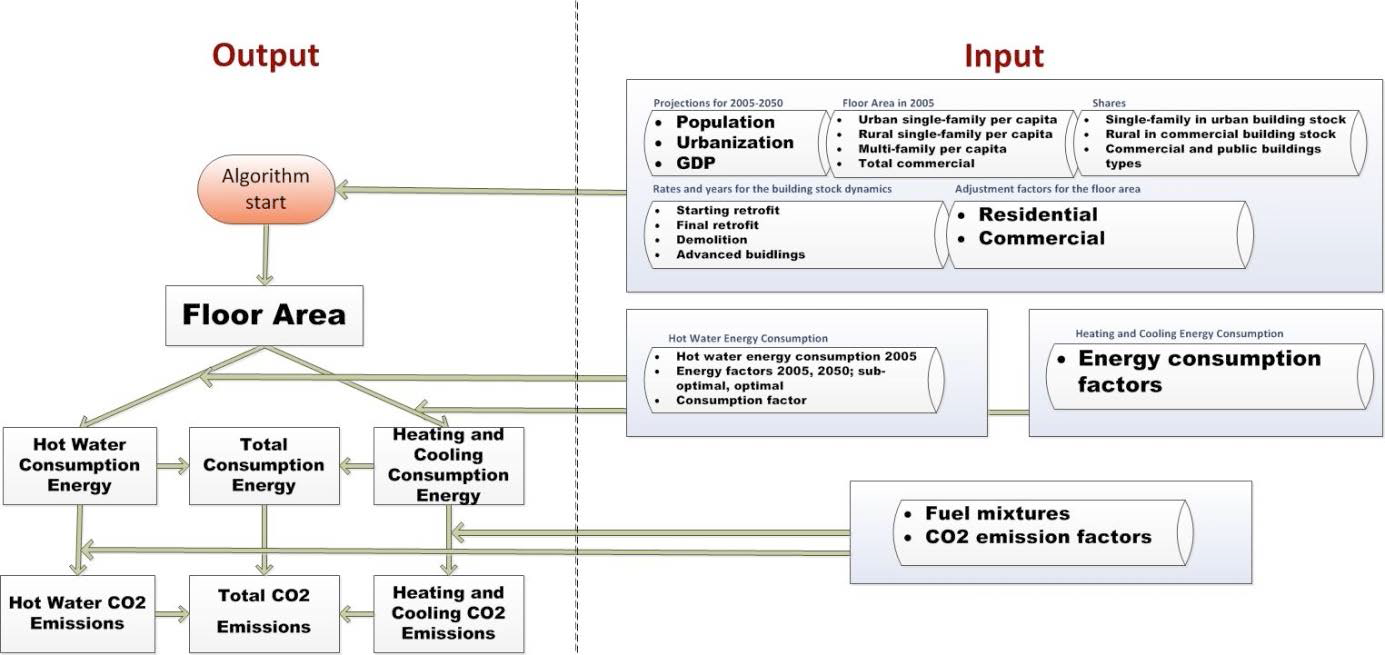 Output
Input
Projections for 2005-2050
• Population
• Urbanization
• GDP
Floor Area in 2005
• Urban single-family per capita
• Rural single-family per capita
• Multi-family per capita
• Total commercial
Shares
• Single-family in urban building stock
• Rural in commercial building stock
• Commercial and public buildings
types
Rates and years for the building stock dynamics
• Starting retrofit
• Final retrofit
• Demolition
• Advanced buidlings
Adjustment factors for the floor area
• Residential
• Commercial
Algorithm
start
Floor Area
Hot Water Energy Consumption
• Hot water energy consumption 2005
• Energy factors 2005, 2050; sub-
optimal, optimal
• Consumption factor
Heating and Cooling Energy Consumption
• Energy consumption
factors
Hot Water
Consumption
Energy
Total
Consumption
Energy
Heating and
Cooling
Consumption
Energy
• Fuel mixtures
• CO2 emission factors
Hot Water CO2
Emissions
Total CO2
Emissions
Heating and
Cooling CO2
Emissions